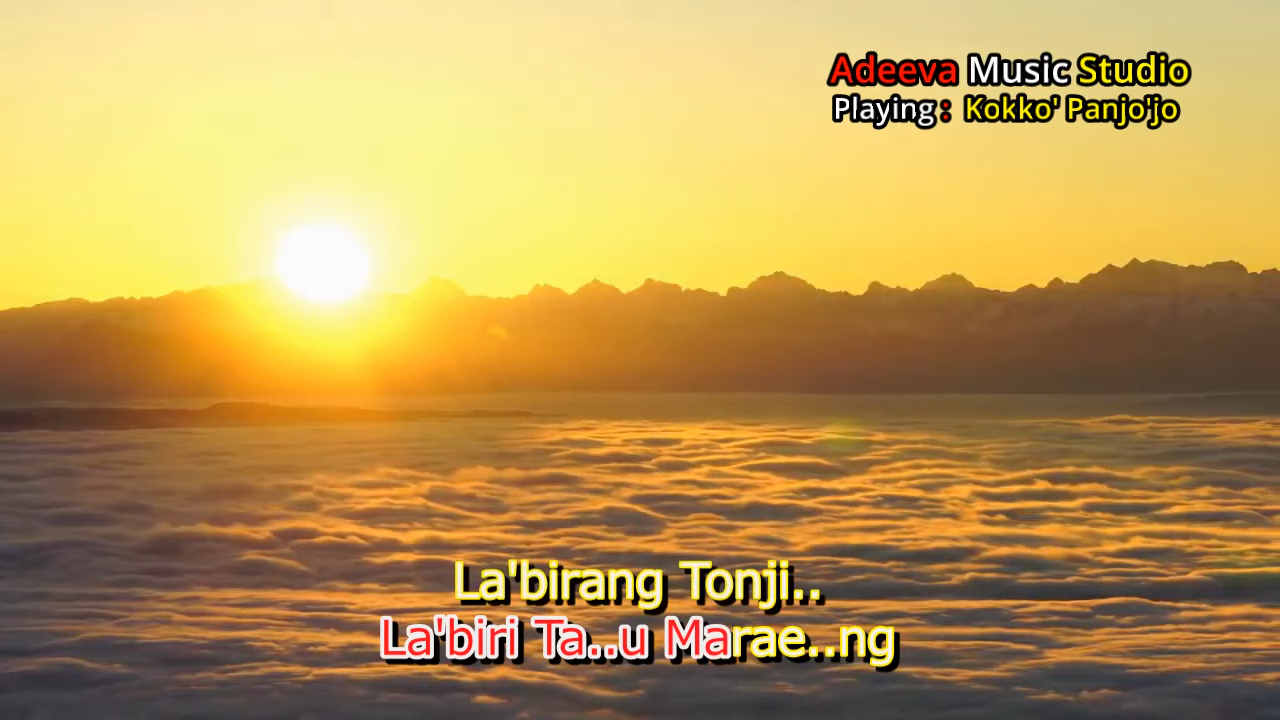 Adeeva Music Studio
Playing : Kokko' Panjo'jo
La'birang Tonji..
La'biri Ta..u Marae..ng